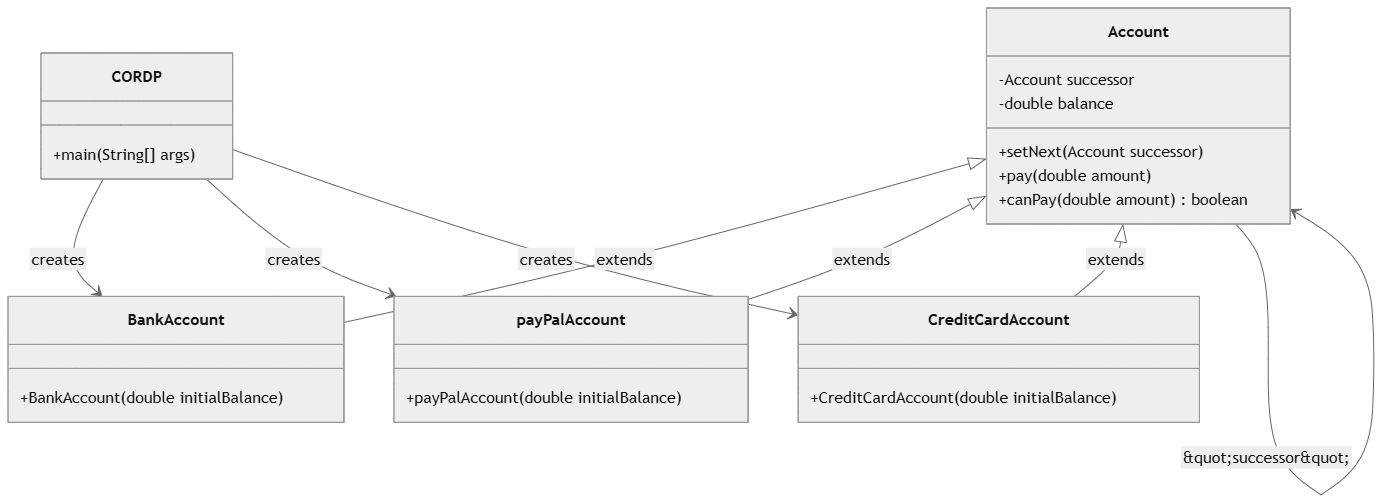 CORDP
+main(String[] args)
Account
-Account successor
-double balance
+setNext(Account successor)
+pay(double amount)
+canPay(double amount) : boolean
creates
creates
creates
extends
extends
extends
BankAccount
+BankAccount(double initialBalance)
payPalAccount
+payPalAccount(double initialBalance)
CreditCardAccount
+CreditCardAccount(double initialBalance)
&quot;successor&quot;